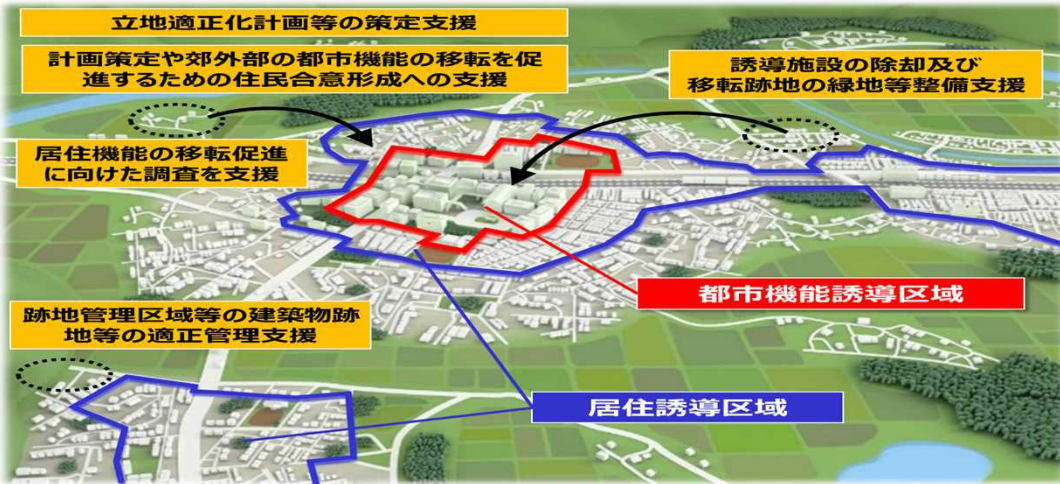 立地適正化計画等の策定支援
計画策定や郊外部の都市機能の移転を促
進するための住民合意形成への支援
誘導施設の除却及び
移転跡地の緑地等整備支援
居住機能の移転促進
に向けた調査を支援
都市機能誘導区域
跡地管理区域等の建築物跡
地等の適正管理支援
居住誘導区域